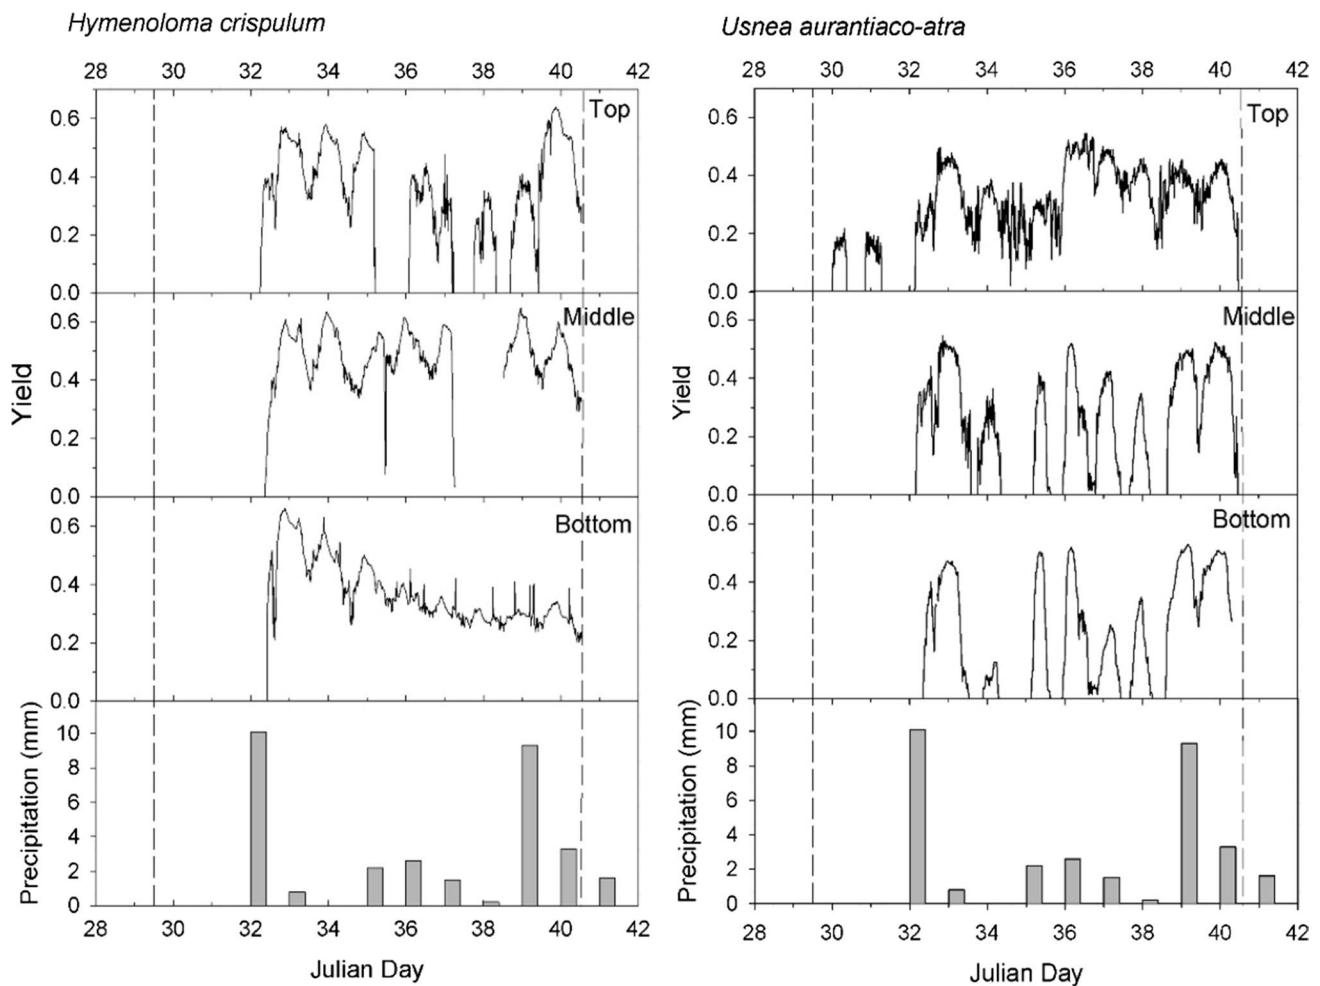 Hymenoloma crispulum
28 30 32 34 36 38 40 42
Top
0.6
0.4
0.2
0.0
Middle
0.6
0.4
0.2
0.0
Bottom
0.6
0.4
0.2
0.0
Yield
10
8
6
4
2
0
Precipitation (mm)
28 30 32 34 36 38 40 42
Julian Day
Usnea aurantiaco-atra
28 30 32 34 36 38 40 42
Top
0.6
0.4
0.2
0.0
Middle
0.6
0.4
0.2
0.0
Bottom
0.6
0.4
0.2
0.0
Yield
10
8
6
4
2
0
Precipitation (mm)
28 30 32 34 36 38 40 42
Julian Day